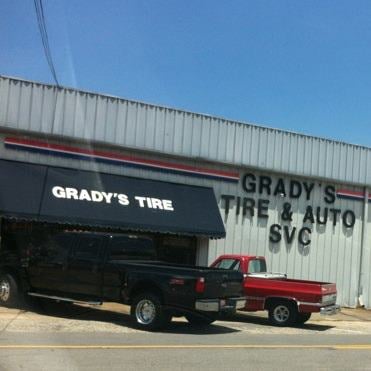 GRADY'S TIRE
GRADY'S
TIRE & AUTO
SVC